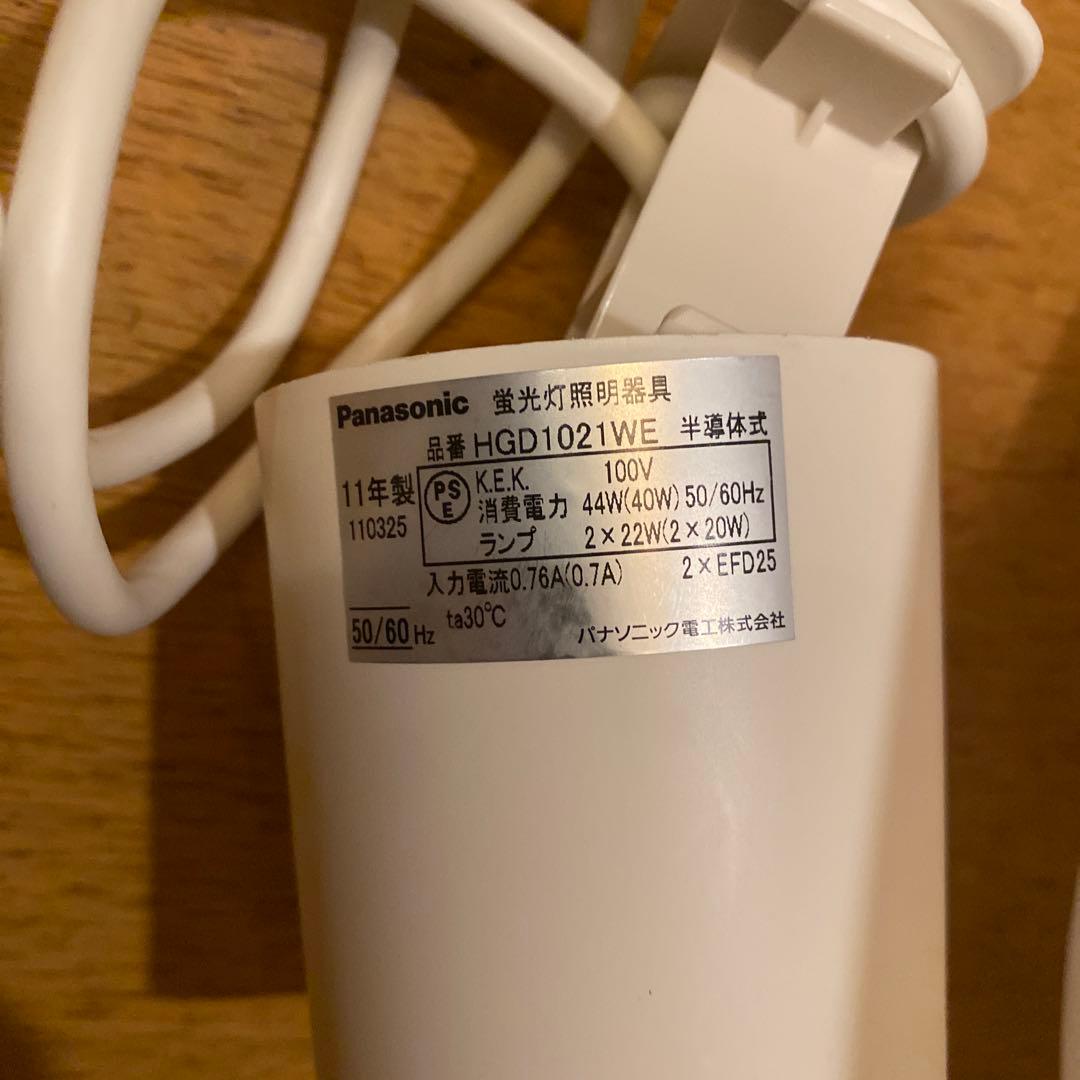 Panasonic 蛍光灯照明器具
品番 HGD1021WE 半導体式
11年製 PSE K.E.K. 100V
110325 消費電力 44W(40W) 50/60Hz
ランプ 2×22W(2×20W)
入力電流0.76A(0.7A) 2×EFD25
50/60Hz ta30℃ パナソニック電工株式会社